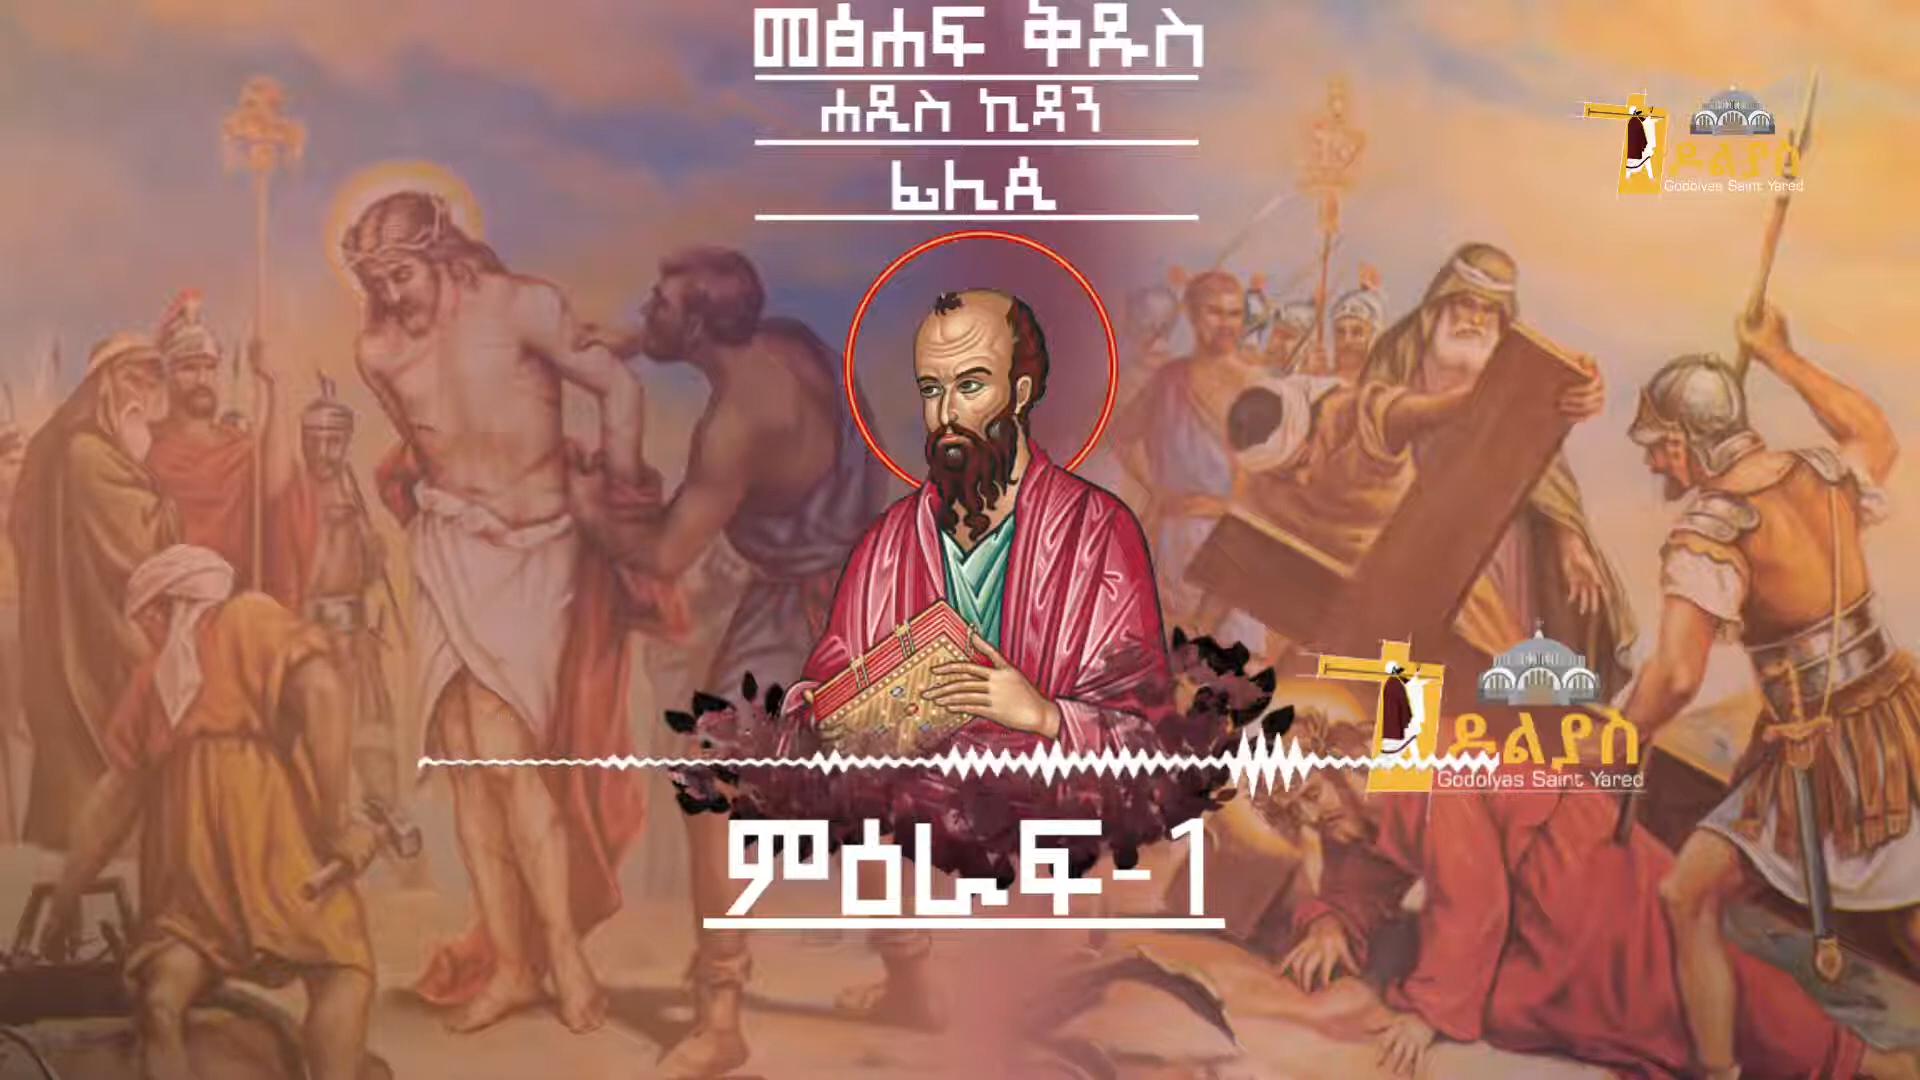 መፅሐፍ ቅዱስ
ሐዲስ ኪዳን
ፊሊጲ
ዶልያስ
Godolyas Saint Yared
ዶልያስ
Godolyas Saint Yared
ምዕራፍ-1